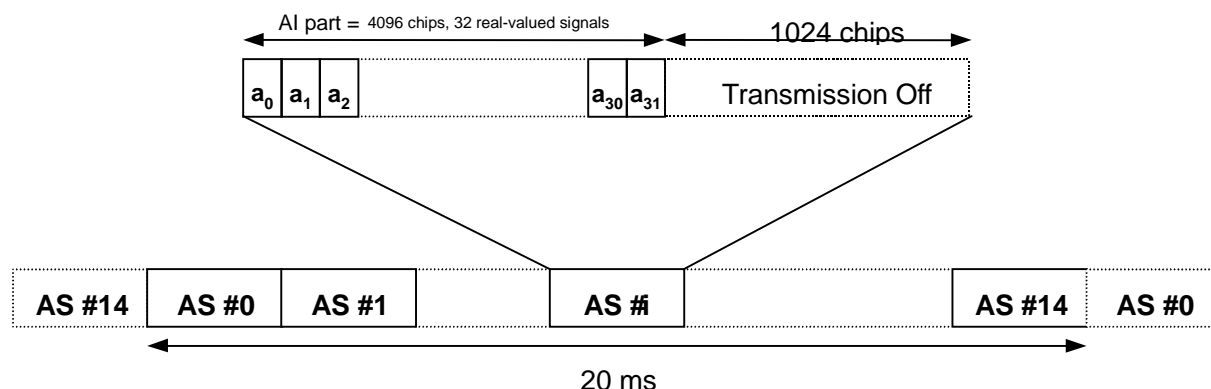 AI part = 4096 chips, 32 real-valued signals
1024 chips
a0 a1 a2 a30 a31 Transmission Off
AS #14 AS #0 AS #1 AS #i AS #14 AS #0
20 ms